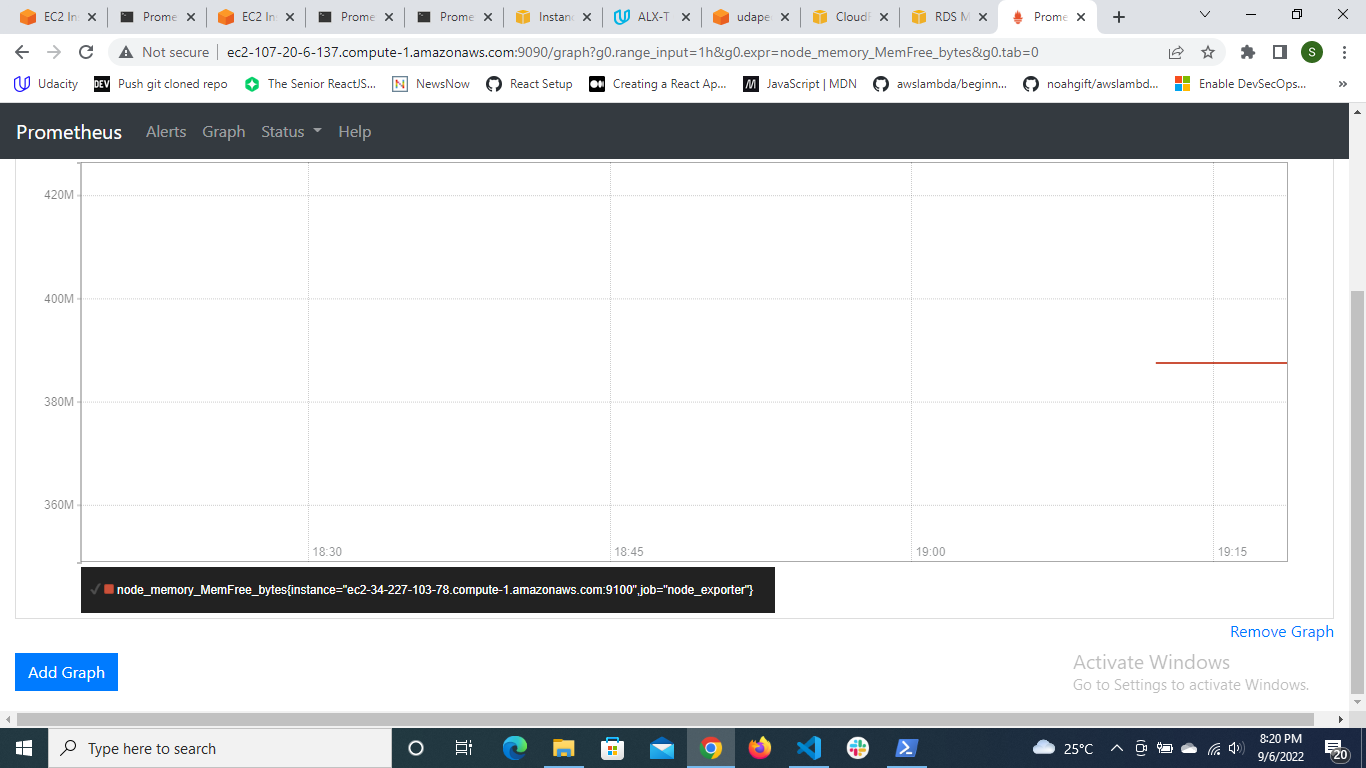 EC2 In
Prome
EC2 In
Prome
Prome
Instanc
ALX-T
udape
CloudF
RDS M
Prome
Not secure
ec2-107-20-6-137.compute-1.amazonaws.com:9090/graph?g0.range_input=1h&g0.expr=node_memory_MemFree_bytes&g0.tab=0
S
Udacity
DEV
Push git cloned repo
The Senior ReactJS...
N
NewsNow
React Setup
Creating a React Ap...
M
JavaScript | MDN
awslambda/beginn...
noahgift/awslambd...
Enable DevSecOps...
»
Prometheus
Alerts
Graph
Status
Help
420M
400M
380M
360M
18:30
18:45
19:00
19:15
node_memory_MemFree_bytes{instance="ec2-34-227-103-78.compute-1.amazonaws.com:9100",job="node_exporter"}
Remove Graph
Add Graph
Activate Windows
Go to Settings to activate Windows.
Type here to search
25°C
8:20 PM
9/6/2022
20